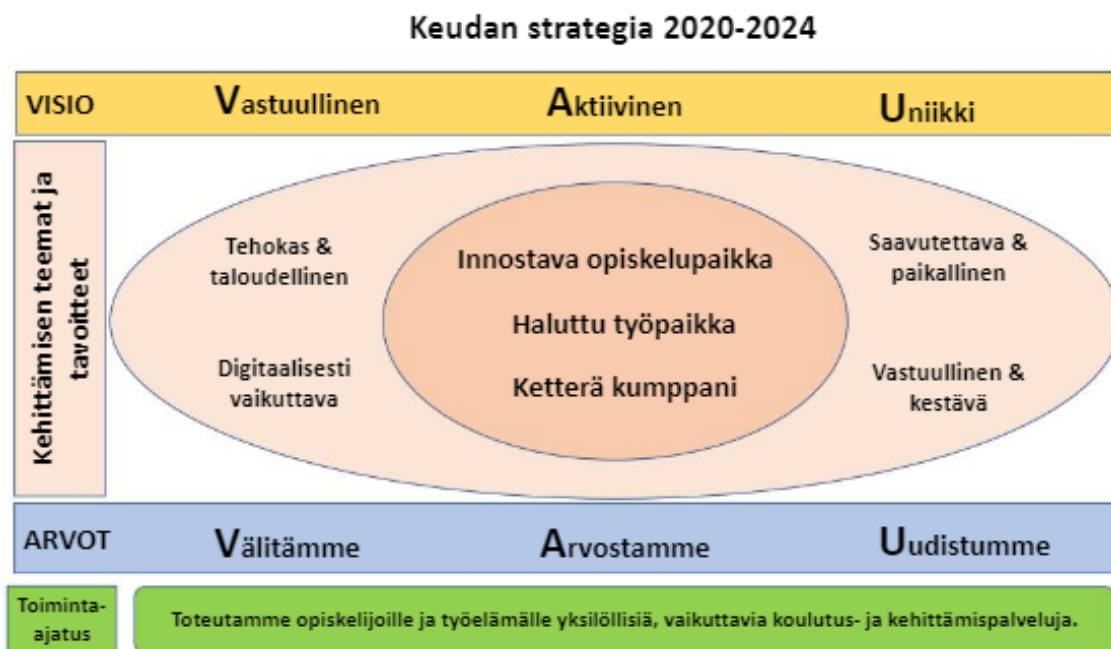 Keudan strategia 2020-2024
VISIO
Vastuullinen
Aktiivinen
Uniikki
Kehittämisen teemat ja
tavoitteet
Tehokas &
taloudellinen
Digitaalisesti
vaikuttava
Innostava opiskelupaikka
Haluttu työpaikka
Ketterä kumppani
Saavutettava &
paikallinen
Vastuullinen &
kestävä
ARVOT
Välitämme
Arvostamme
Uudistumme
Toiminta-
ajatus
Toteutamme opiskelijoille ja työelämälle yksilöllisiä, vaikuttavia koulutus- ja kehittämispalveluja.